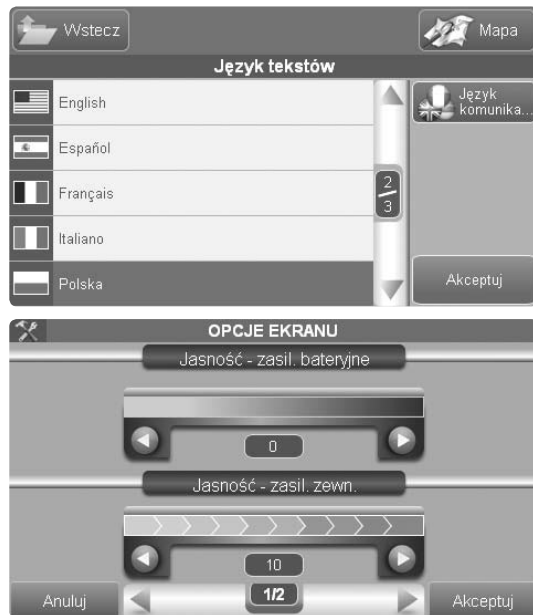 Wstecz
Mapa
Język tekstów
English
Język
komunika...
Español
Français
2
3
Italiano
Polska
Akceptuj
OPCJE EKRANU
Jasność - zasil. bateryjne
0
Jasność - zasil. zewn.
10
Anuluj
1/2
Akceptuj